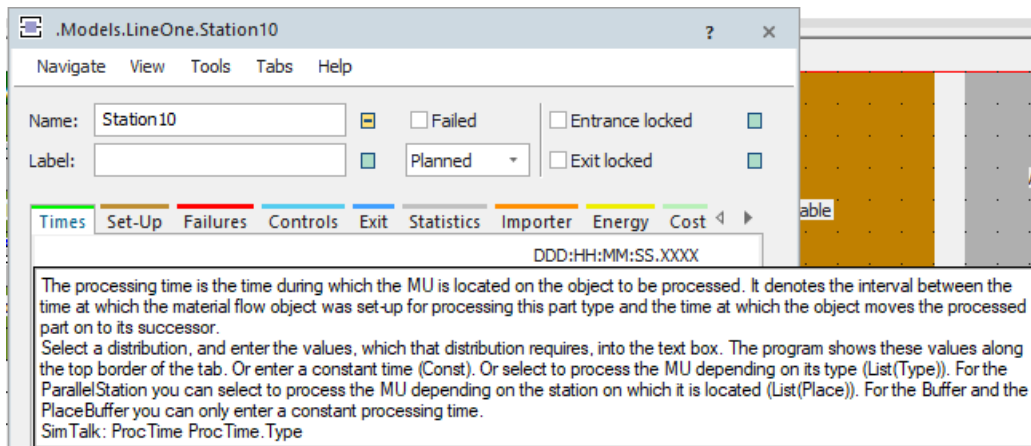 .Models.LineOne.Station10 ? ×
Navigate View Tools Tabs Help
Name: Station10 Failed Entrance locked
Label: Planned Exit locked
able
Times Set-Up Failures Controls Exit Statistics Importer Energy Cost
DDD:HH:MM:SS.XXXX
The processing time is the time during which the MU is located on the object to be processed. It denotes the interval between the
time at which the material flow object was set-up for processing this part type and the time at which the object moves the processed
part on to its successor.
Select a distribution, and enter the values, which that distribution requires, into the text box. The program shows these values along
the top border of the tab. Or enter a constant time (Const). Or select to process the MU depending on its type (List(Type)). For the
ParallelStation you can select to process the MU depending on the station on which it is located (List(Place)). For the Buffer and the
PlaceBuffer you can only enter a constant processing time.
SimTalk: ProcTime ProcTime.Type